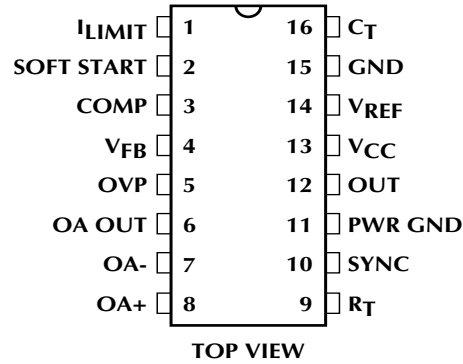 ILIMIT 1 16 CT
SOFT START 2 15 GND
COMP 3 14 VREF
VFB 4 13 VCC
OVP 5 12 OUT
OA OUT 6 11 PWR GND
OA- 7 10 SYNC
OA+ 8 9 RT
TOP VIEW